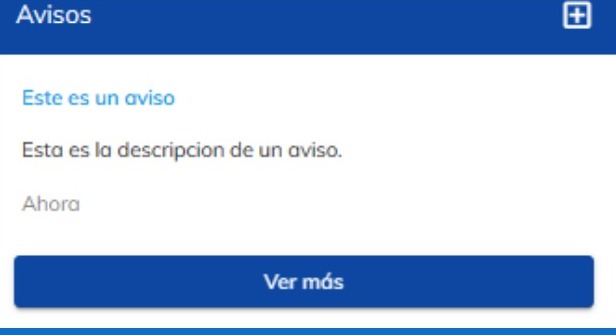 Avisos
Este es un aviso
Esta es la descripcion de un aviso.
Ahora
Ver más